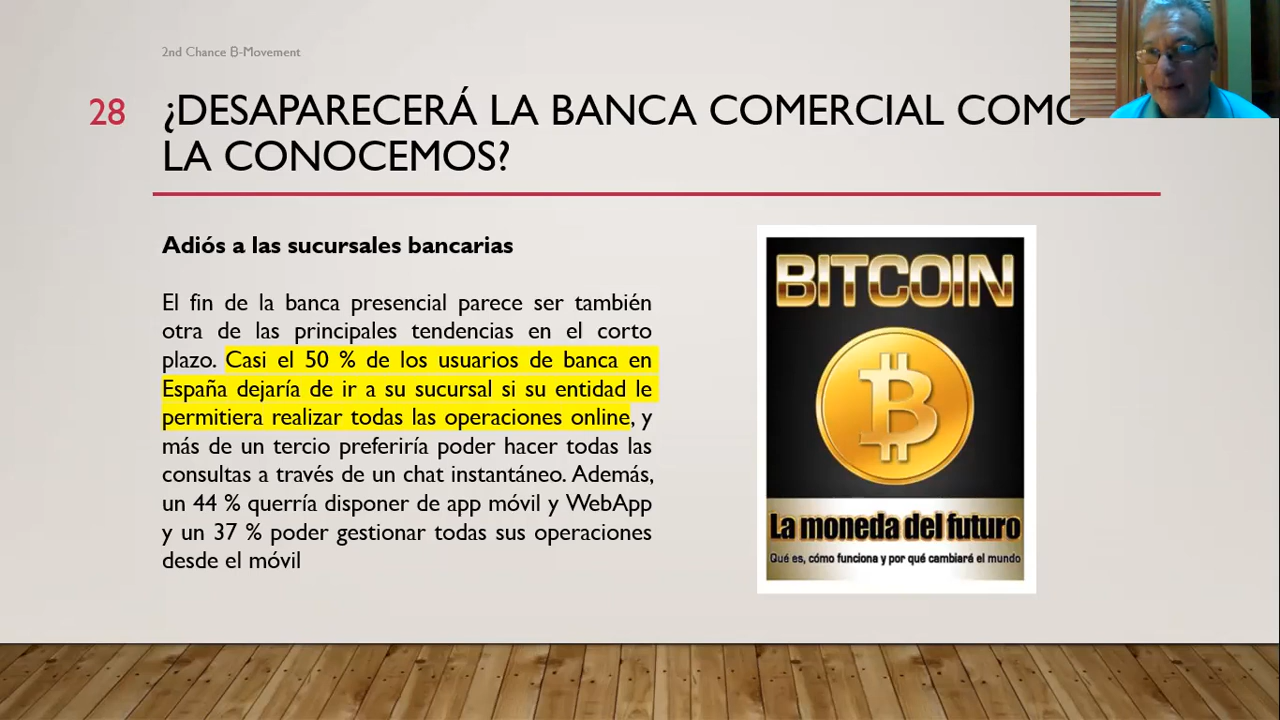 2nd Chance B-Movement
28
¿DESAPARECERÁ LA BANCA COMERCIAL COMO
LA CONOCEMOS?
Adiós a las sucursales bancarias
El fin de la banca presencial parece ser también
otra de las principales tendencias en el corto
plazo. Casi el 50 % de los usuarios de banca en
España dejaría de ir a su sucursal si su entidad le
permitiera realizar todas las operaciones online, y
más de un tercio preferiría poder hacer todas las
consultas a través de un chat instantáneo. Además,
un 44 % querría disponer de app móvil y WebApp
y un 37 % poder gestionar todas sus operaciones
desde el móvil
BITCOIN
La moneda del futuro
Qué es, cómo funciona y por qué cambiará el mundo